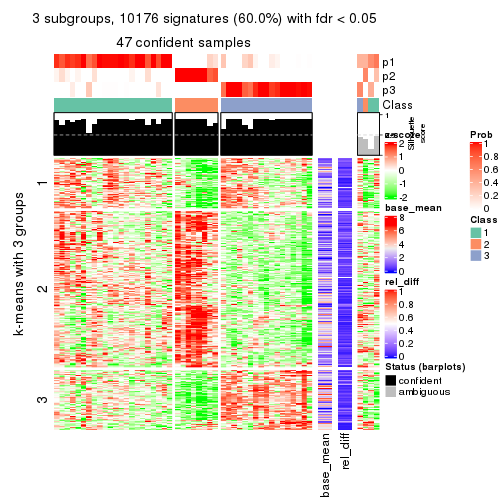 3 subgroups, 10176 signatures (60.0%) with fdr < 0.05
47 confident samples
p1
p2
p3
Class
1
Silhouette
score
z-score
2
1
0
-1
-2
Prob
1
0.8
0.6
0.4
0.2
0
base_mean
8
6
4
2
0
Class
1
2
3
rel_diff
1
0.8
0.6
0.4
0.2
0
Status (barplots)
confident
ambiguous
k-means with 3 groups
1
2
3
base_mean
rel_diff